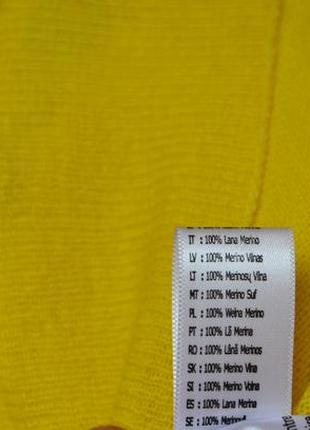 IT : 100% Lana Merino
LV : 100% Merino Vilnas
LT : 100% Merinosų Vilna
MT : 100% Merino Suf
PL : 100% Wełna Merino
PT : 100% Lã Merina
RO : 100% Lână Merinos
SK : 100% Merino Vlna
SI : 100% Merino Volna
ES : 100% Lana Merina
SE : 100% Merinoull